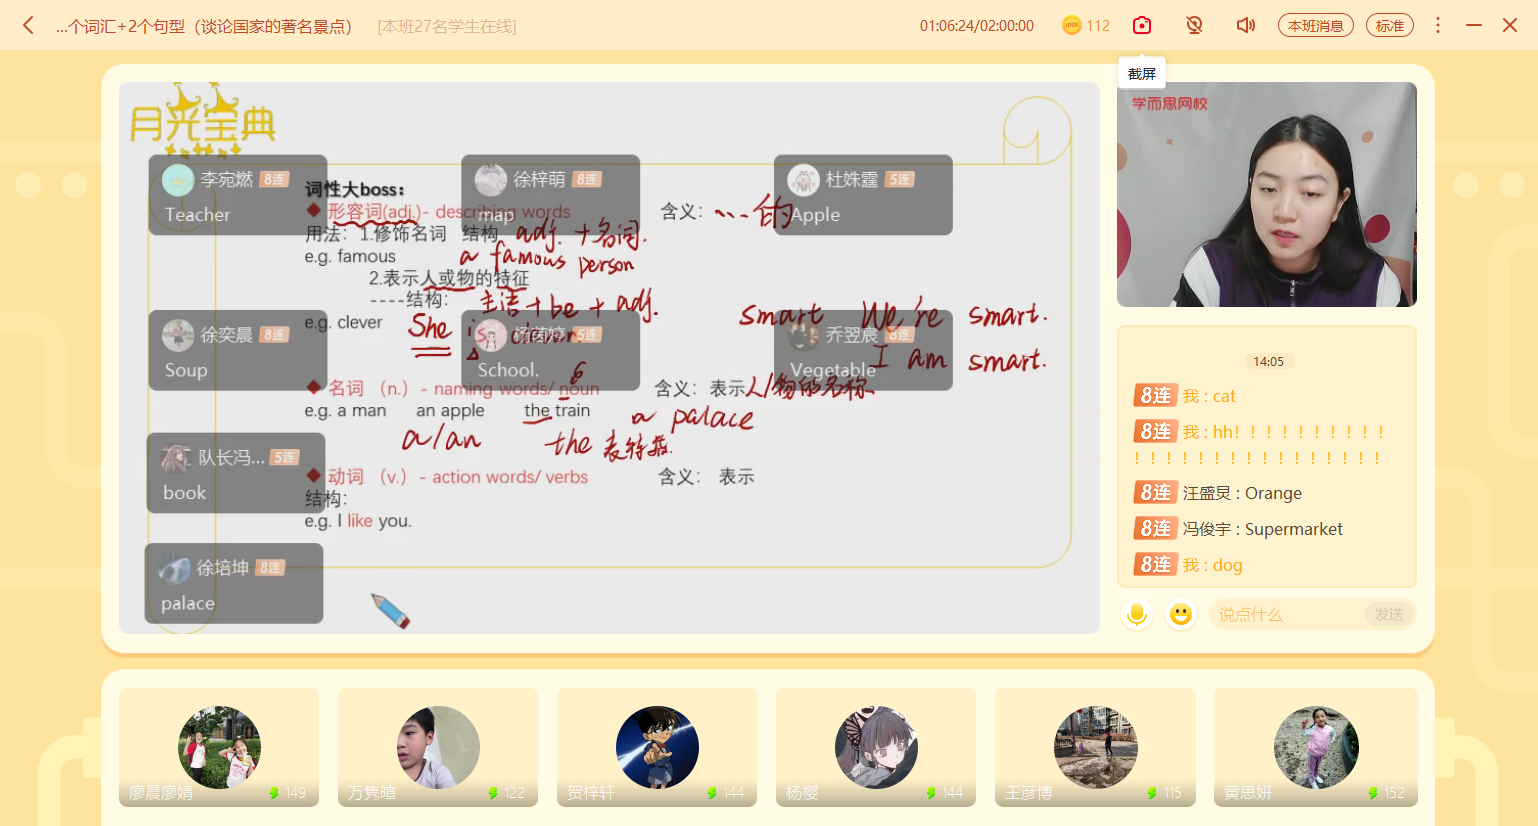 ...个词汇+2个句型（谈论国家的著名景点） [本班27名学生在线] 01:06:24/02:00:00 112 本班消息 标准
截屏
学而思网校
月光宝典
李宛燃 8连
Teacher
徐梓萌 8连
map
杜姝霆 5连
Apple
词性大boss：
形容词(adj.)- describing words 含义： ...的
用法：1.修饰名词 结构 adj. +名词.
e.g. famous a famous person
2.表示人或物的特征
----结构： 主语+be+adj.
e.g. clever She smart We're smart.
I am smart.
徐奕晨 8连
Soup
杨茵婷 5连
School.
乔翌宸 8连
Vegetable
名词 （n.） - naming words/ noun 含义：表示人/物的名称
e.g. a man an apple the train a palace
a/an the 表特指.
队长冯... 5连
book
动词 （v.） - action words/ verbs 含义： 表示
结构：
e.g. I like you.
徐培坤 8连
palace
14:05
8连 我 : cat
8连 我 : hh！！！！！！！！！！
！！！！！！！！！！！！！！！！
8连 汪盛炅 : Orange
8连 冯俊宇 : Supermarket
8连 我 : dog
说点什么 发送
廖晨廖婧 149
万隽暄 122
贺梓轩 144
杨樱 144
王彦博 115
黄思妍 152